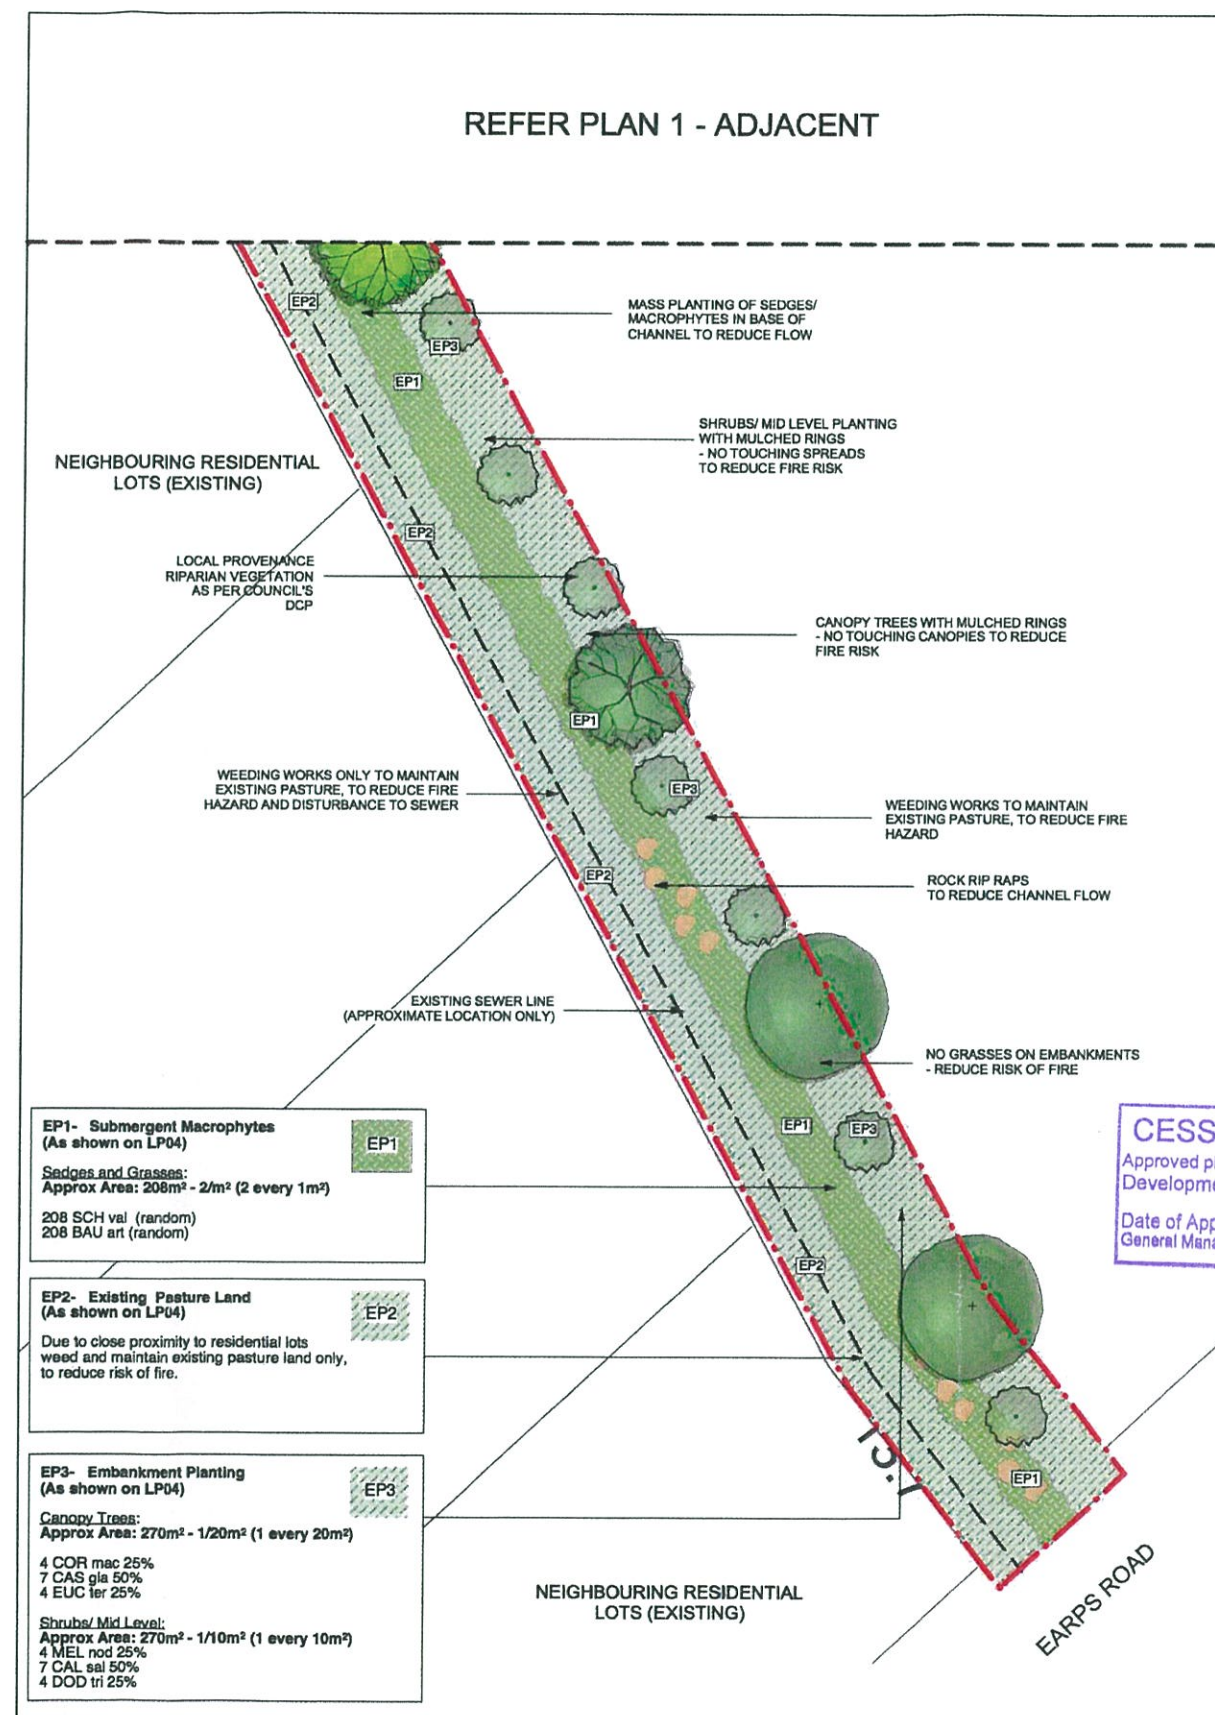 REFER PLAN 1 - ADJACENT
EP2
MASS PLANTING OF SEDGES/
MACROPHYTES IN BASE OF
CHANNEL TO REDUCE FLOW
EP3
EP1
SHRUBS/ MID LEVEL PLANTING
WITH MULCHED RINGS
- NO TOUCHING SPREADS
TO REDUCE FIRE RISK
NEIGHBOURING RESIDENTIAL
LOTS (EXISTING)
EP2
LOCAL PROVENANCE
RIPARIAN VEGETATION
AS PER COUNCIL'S
DCP
CANOPY TREES WITH MULCHED RINGS
- NO TOUCHING CANOPIES TO REDUCE
FIRE RISK
EP1
WEEDING WORKS ONLY TO MAINTAIN
EXISTING PASTURE, TO REDUCE FIRE
HAZARD AND DISTURBANCE TO SEWER
EP3
WEEDING WORKS TO MAINTAIN
EXISTING PASTURE, TO REDUCE FIRE
HAZARD
EP2
ROCK RIP RAPS
TO REDUCE CHANNEL FLOW
EXISTING SEWER LINE
(APPROXIMATE LOCATION ONLY)
NO GRASSES ON EMBANKMENTS
- REDUCE RISK OF FIRE
EP1
EP3
CESS
Approved p
Developme
Date of App
General Mana
EP2
EP1- Submergent Macrophytes
(As shown on LP04)
EP1
Sedges and Grasses:
Approx Area: 208m² - 2/m² (2 every 1m²)
208 SCH val (random)
208 BAU art (random)
EP2- Existing Pasture Land
(As shown on LP04)
EP2
Due to close proximity to residential lots
weed and maintain existing pasture land only,
to reduce risk of fire.
EP3- Embankment Planting
(As shown on LP04)
EP3
Canopy Trees:
Approx Area: 270m² - 1/20m² (1 every 20m²)
4 COR mac 25%
7 CAS gla 50%
4 EUC ter 25%
Shrubs/ Mid Level:
Approx Area: 270m² - 1/10m² (1 every 10m²)
4 MEL nod 25%
7 CAL sal 50%
4 DOD tri 25%
EP1
NEIGHBOURING RESIDENTIAL
LOTS (EXISTING)
EARPS ROAD